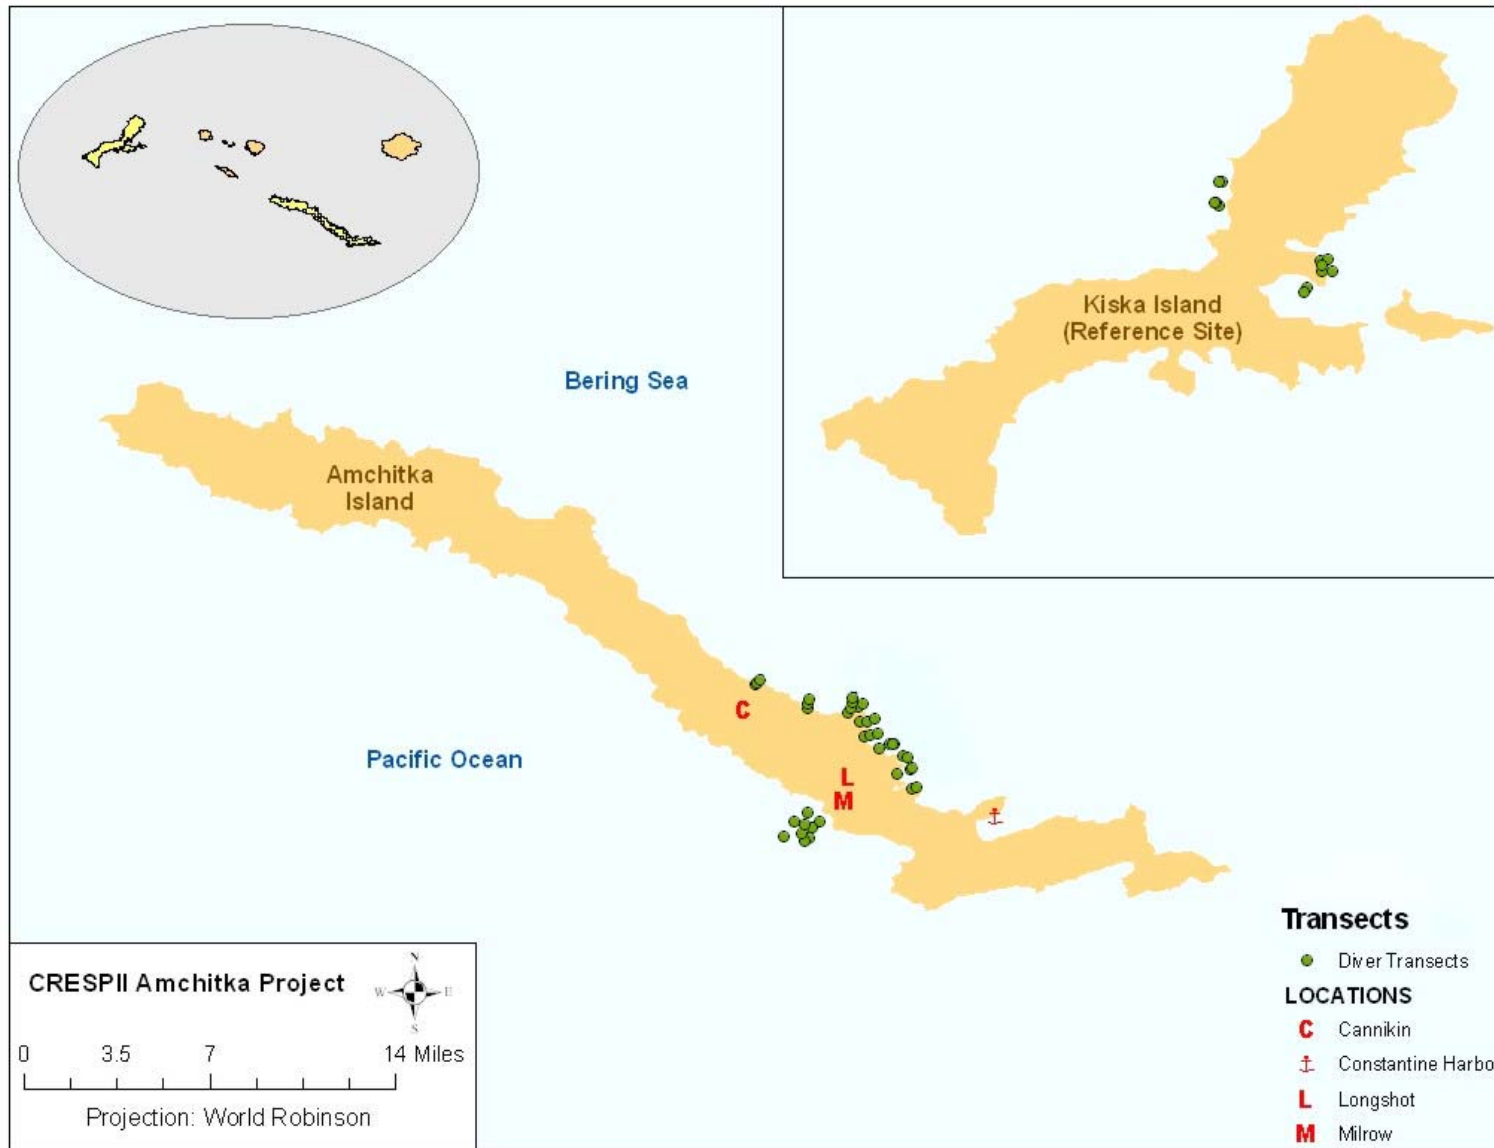 Kiska Island
(Reference Site)
Bering Sea
Amchitka
Island
C
Pacific Ocean
L
M
CRESPII Amchitka Project
N
W E
S
0 3.5 7 14 Miles
Projection: World Robinson
Transects
Diver Transects
LOCATIONS
C Cannikin
Constantine Harbo
L Longshot
M Milrow